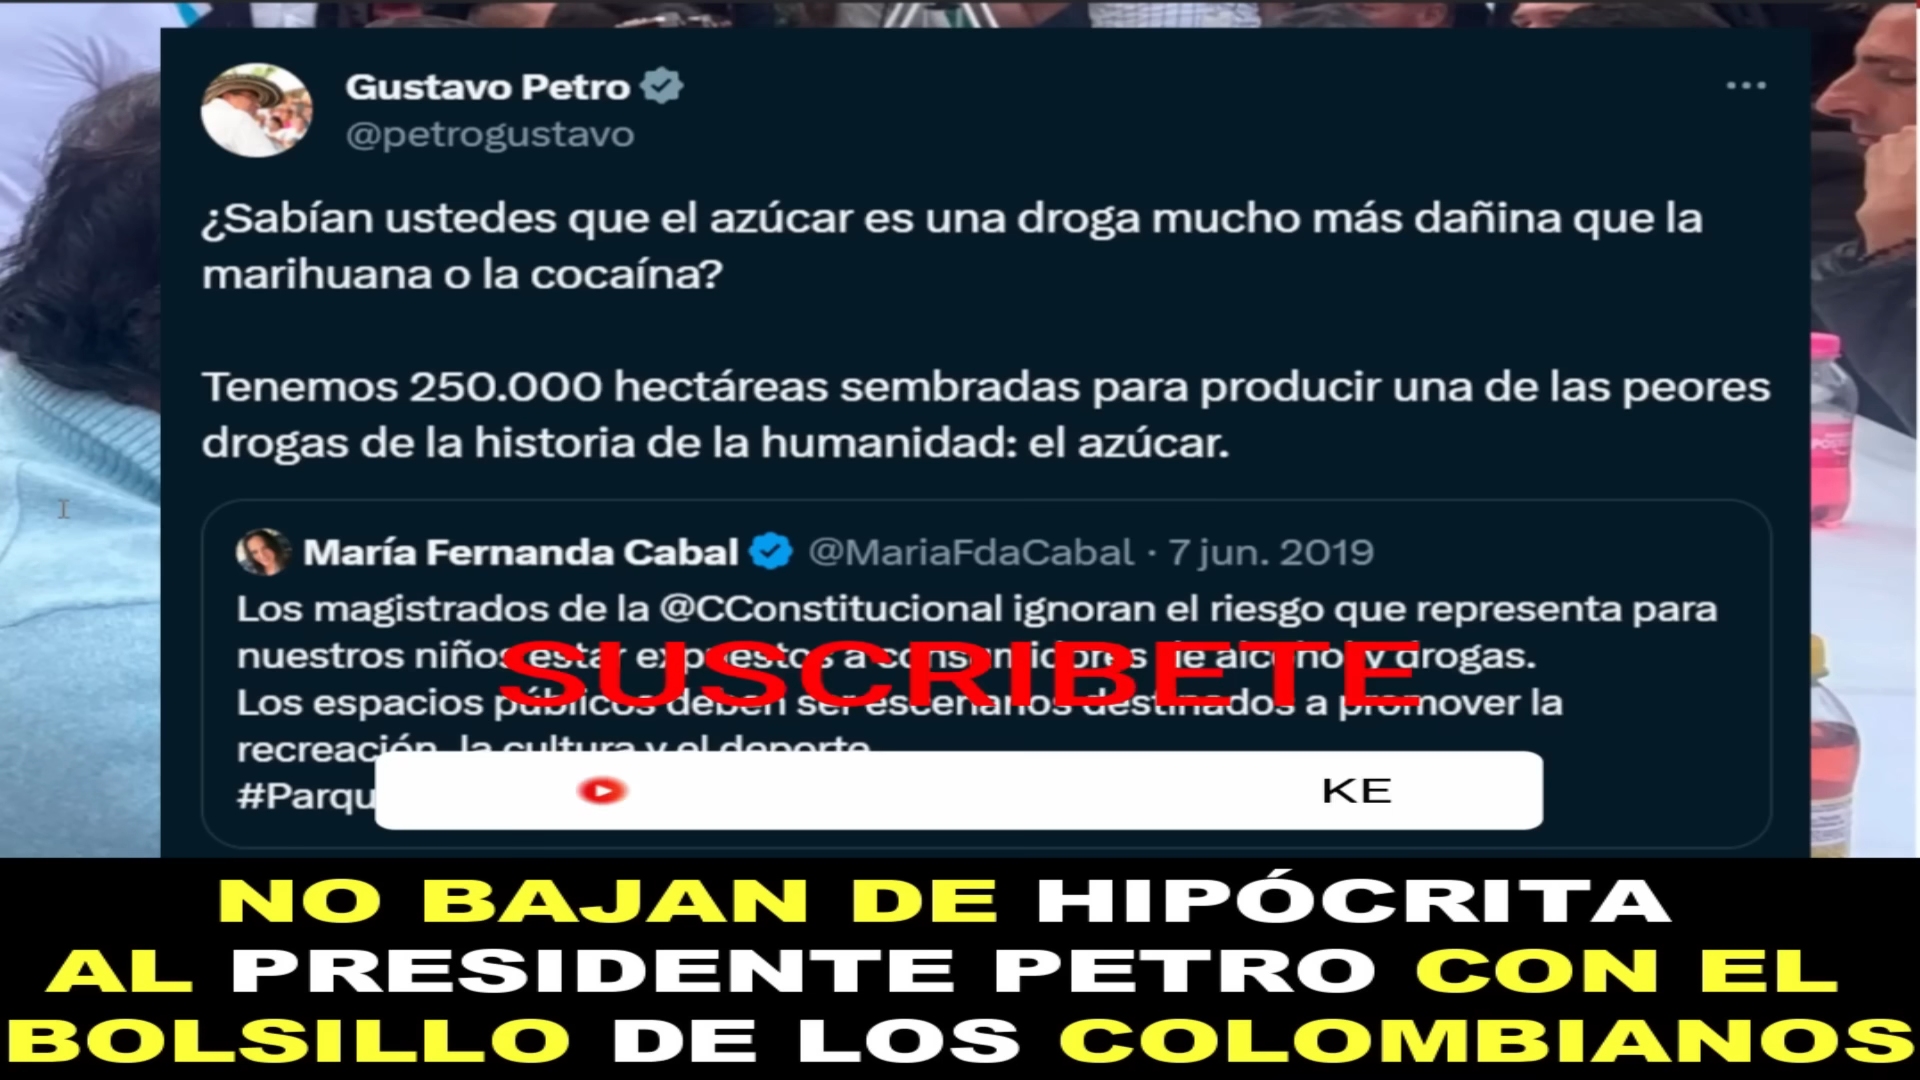 Gustavo Petro
@petrogustavo
¿Sabían ustedes que el azúcar es una droga mucho más dañina que la
marihuana o la cocaína?
Tenemos 250.000 hectáreas sembradas para producir una de las peores
drogas de la historia de la humanidad: el azúcar.
María Fernanda Cabal @MariaFdaCabal · 7 jun. 2019
Los magistrados de la @CConstitucional ignoran el riesgo que representa para
nuestros niños estar expuestos a consumidores de alcohol y drogas.
SUSCRIBETE
Los espacios públicos deben ser escenarios destinados a promover la
recreación, la cultura y el deporte
#Parqu
KE
NO BAJAN DE HIPÓCRITA
AL PRESIDENTE PETRO CON EL
BOLSILLO DE LOS COLOMBIANOS